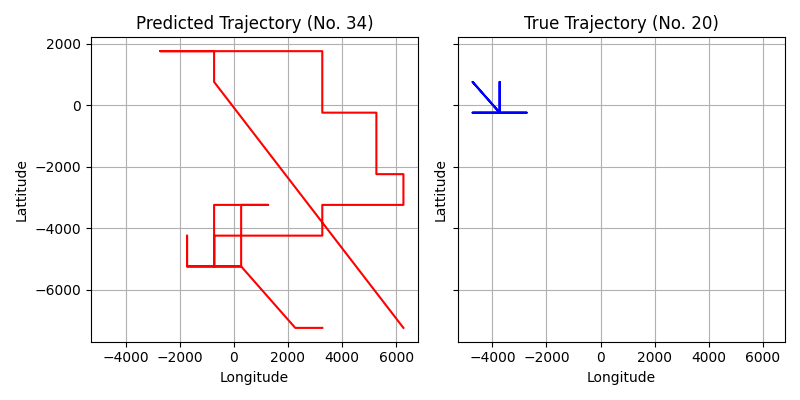 Predicted Trajectory (No. 34)
True Trajectory (No. 20)
2000
0
−2000
−4000
−6000
Lattitude
Lattitude
−4000 −2000 0 2000 4000 6000
−4000 −2000 0 2000 4000 6000
Longitude
Longitude